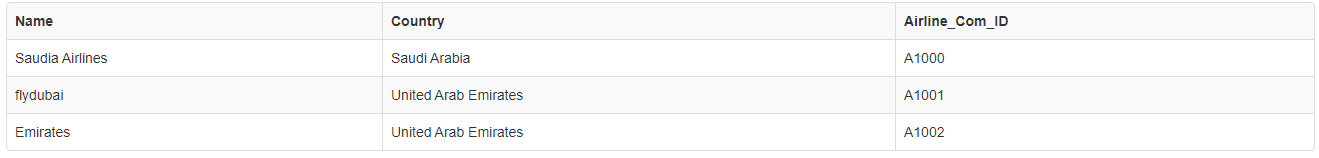 Name Country Airline_Com_ID
Saudia Airlines Saudi Arabia A1000
flydubai United Arab Emirates A1001
Emirates United Arab Emirates A1002